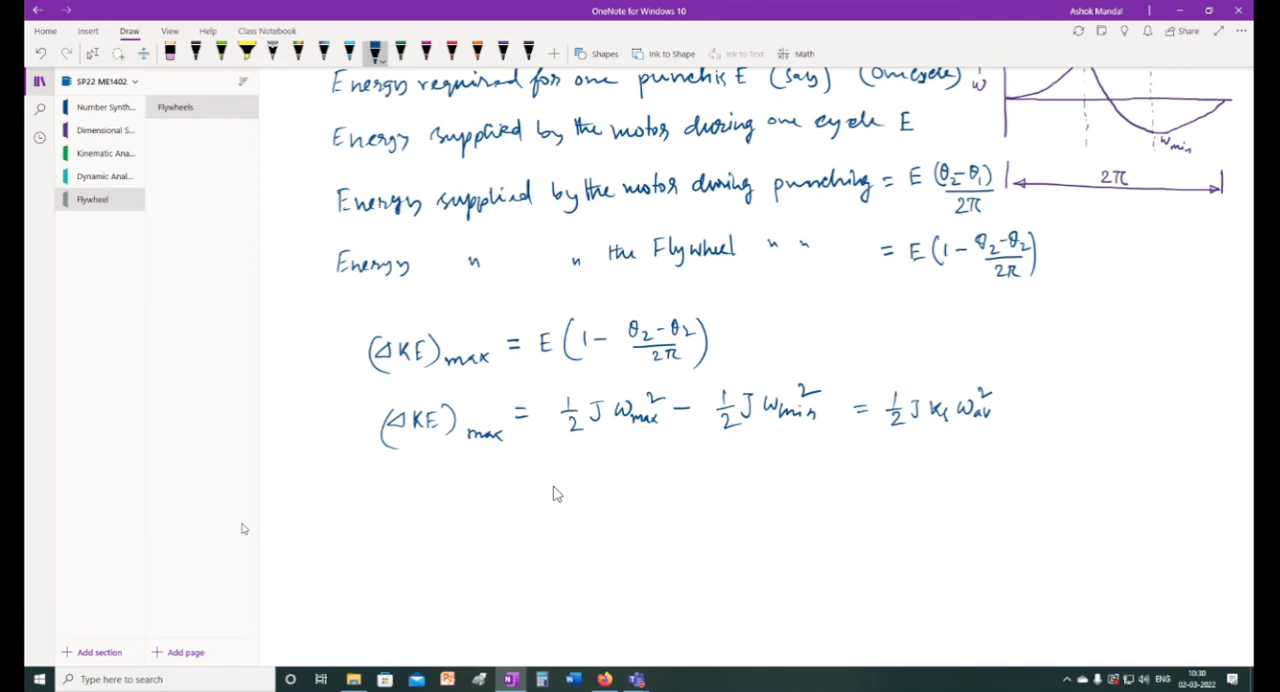 OneNote for Windows 10
Ashok Mandal
Home Insert Draw View Help Class Notebook
Share
Shapes Ink to Shape Ink to Text Math
SP22 ME1402
Number Synth...
Dimensional S...
Kinematic Ana...
Dynamic Anal...
Flywheel
Flywheels
Energy required for one punch is E (say) (One cycle)
ω
ωmin
2π
Energy supplied by the motor during one cycle E
Energy supplied by the motor during punching = E (θ2-θ1)/2π
Energy " " the Flywheel " " = E (1 - θ2-θ2/2π)
(ΔKE)max = E (1 - θ2-θ2/2π)
(ΔKE)max = 1/2 J ωmax² - 1/2 J ωmin² = 1/2 J Ks ωav²
Add section Add page
Type here to search
ENG
10:30
02-03-2022